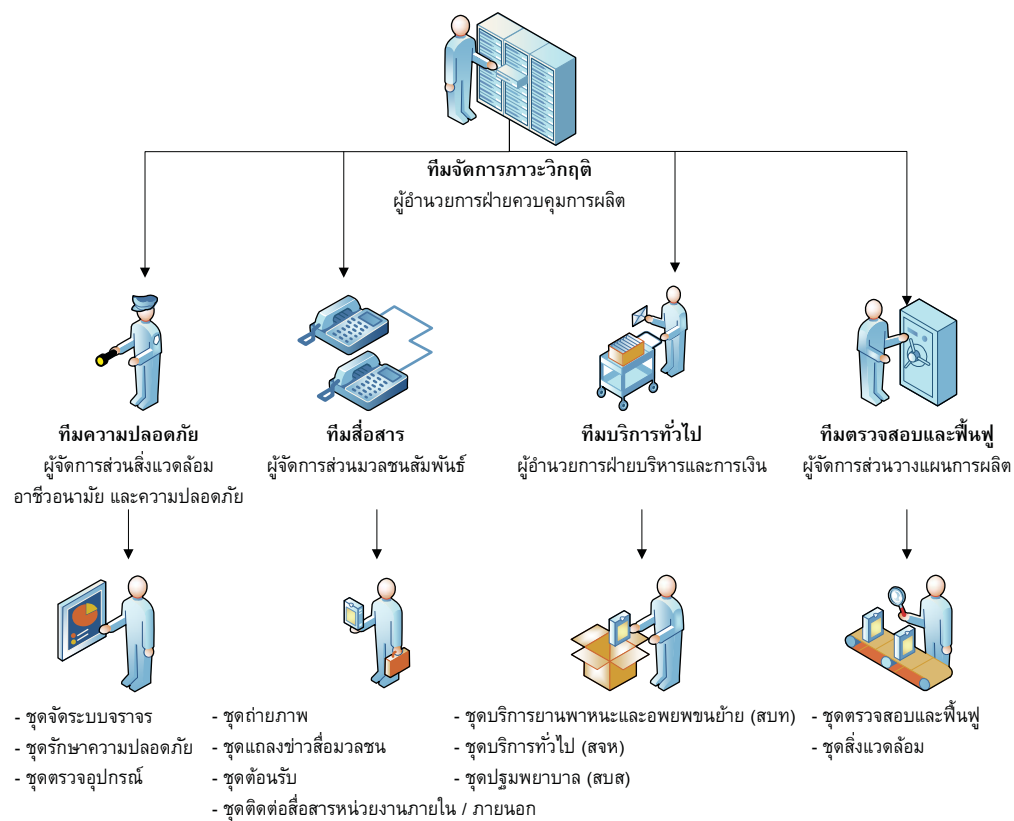 ทีมจัดการภาวะวิกฤติ
ผู้อำนวยการฝ่ายควบคุมการผลิต
ทีมความปลอดภัย
ผู้จัดการส่วนสิ่งแวดล้อม
อาชีวอนามัย และความปลอดภัย
ทีมสื่อสาร
ผู้จัดการส่วนมวลชนสัมพันธ์
ทีมบริการทั่วไป
ผู้อำนวยการฝ่ายบริหารและการเงิน
ทีมตรวจสอบและฟื้นฟู
ผู้จัดการส่วนวางแผนการผลิต
- ชุดจัดระบบจราจร
- ชุดรักษาความปลอดภัย
- ชุดตรวจอุปกรณ์
- ชุดถ่ายภาพ
- ชุดแถลงข่าวสื่อมวลชน
- ชุดต้อนรับ
- ชุดติดต่อสื่อสารหน่วยงานภายใน / ภายนอก
- ชุดบริการยานพาหนะและอพยพขนย้าย (สบท)
- ชุดบริการทั่วไป (สจห)
- ชุดปฐมพยาบาล (สบส)
- ชุดตรวจสอบและฟื้นฟู
- ชุดสิ่งแวดล้อม